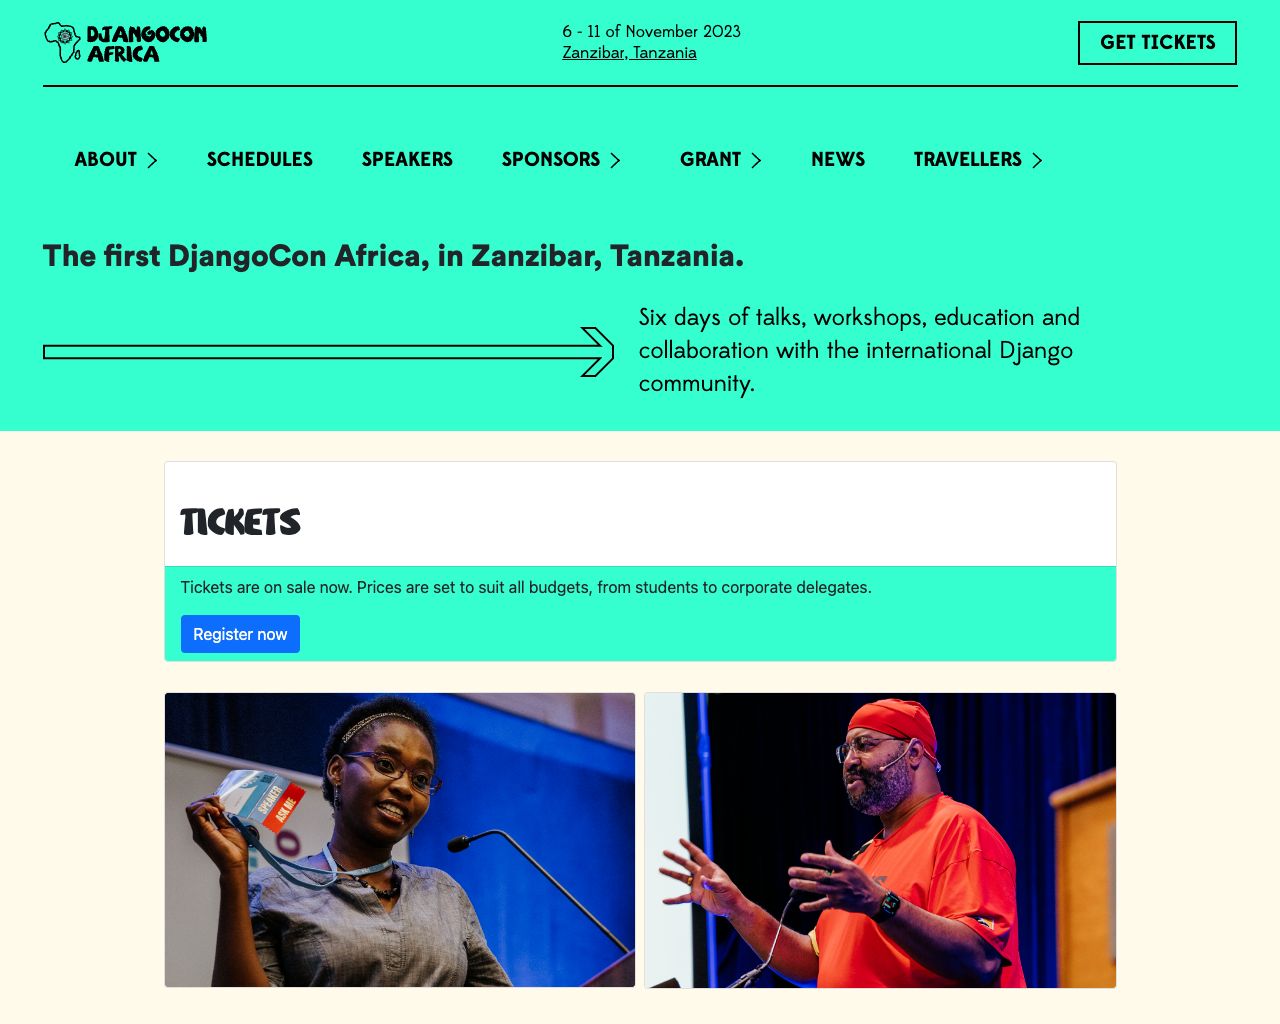 DJANGOCON
AFRICA
6 - 11 of November 2023
Zanzibar, Tanzania
GET TICKETS
ABOUT
SCHEDULES
SPEAKERS
SPONSORS
GRANT
NEWS
TRAVELLERS
The first DjangoCon Africa, in Zanzibar, Tanzania.
Six days of talks, workshops, education and
collaboration with the international Django
community.
TICKETS
Tickets are on sale now. Prices are set to suit all budgets, from students to corporate delegates.
Register now
SPEAKER
ASK ME